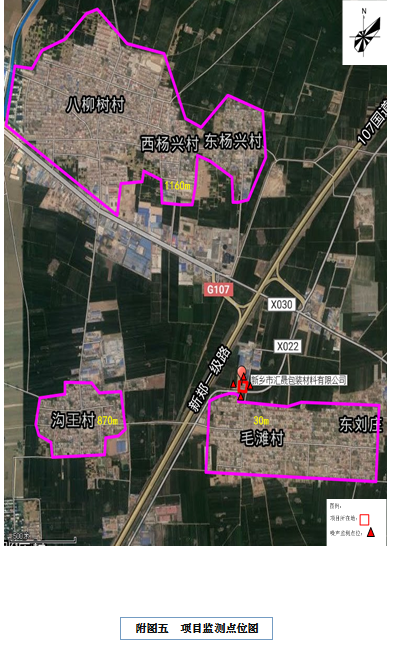 N
107国道
八柳树村
西杨兴村
东杨兴村
1160m
G107
X030
X022
新郑一级路
新乡市汇晟包装材料有限公司
沟王村
870m
30m
毛滩村
东刘庄
图例:
项目所在地:
噪声监测点位:
附图五 项目监测点位图